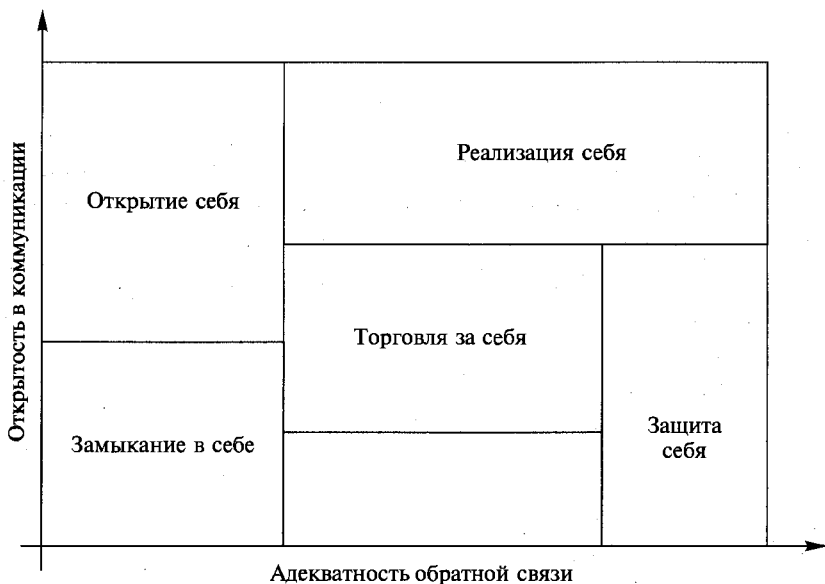 Открытость в коммуникации
Реализация себя
Открытие себя
Торговля за себя
Замыкание в себе
Защита
себя
Адекватность обратной связи